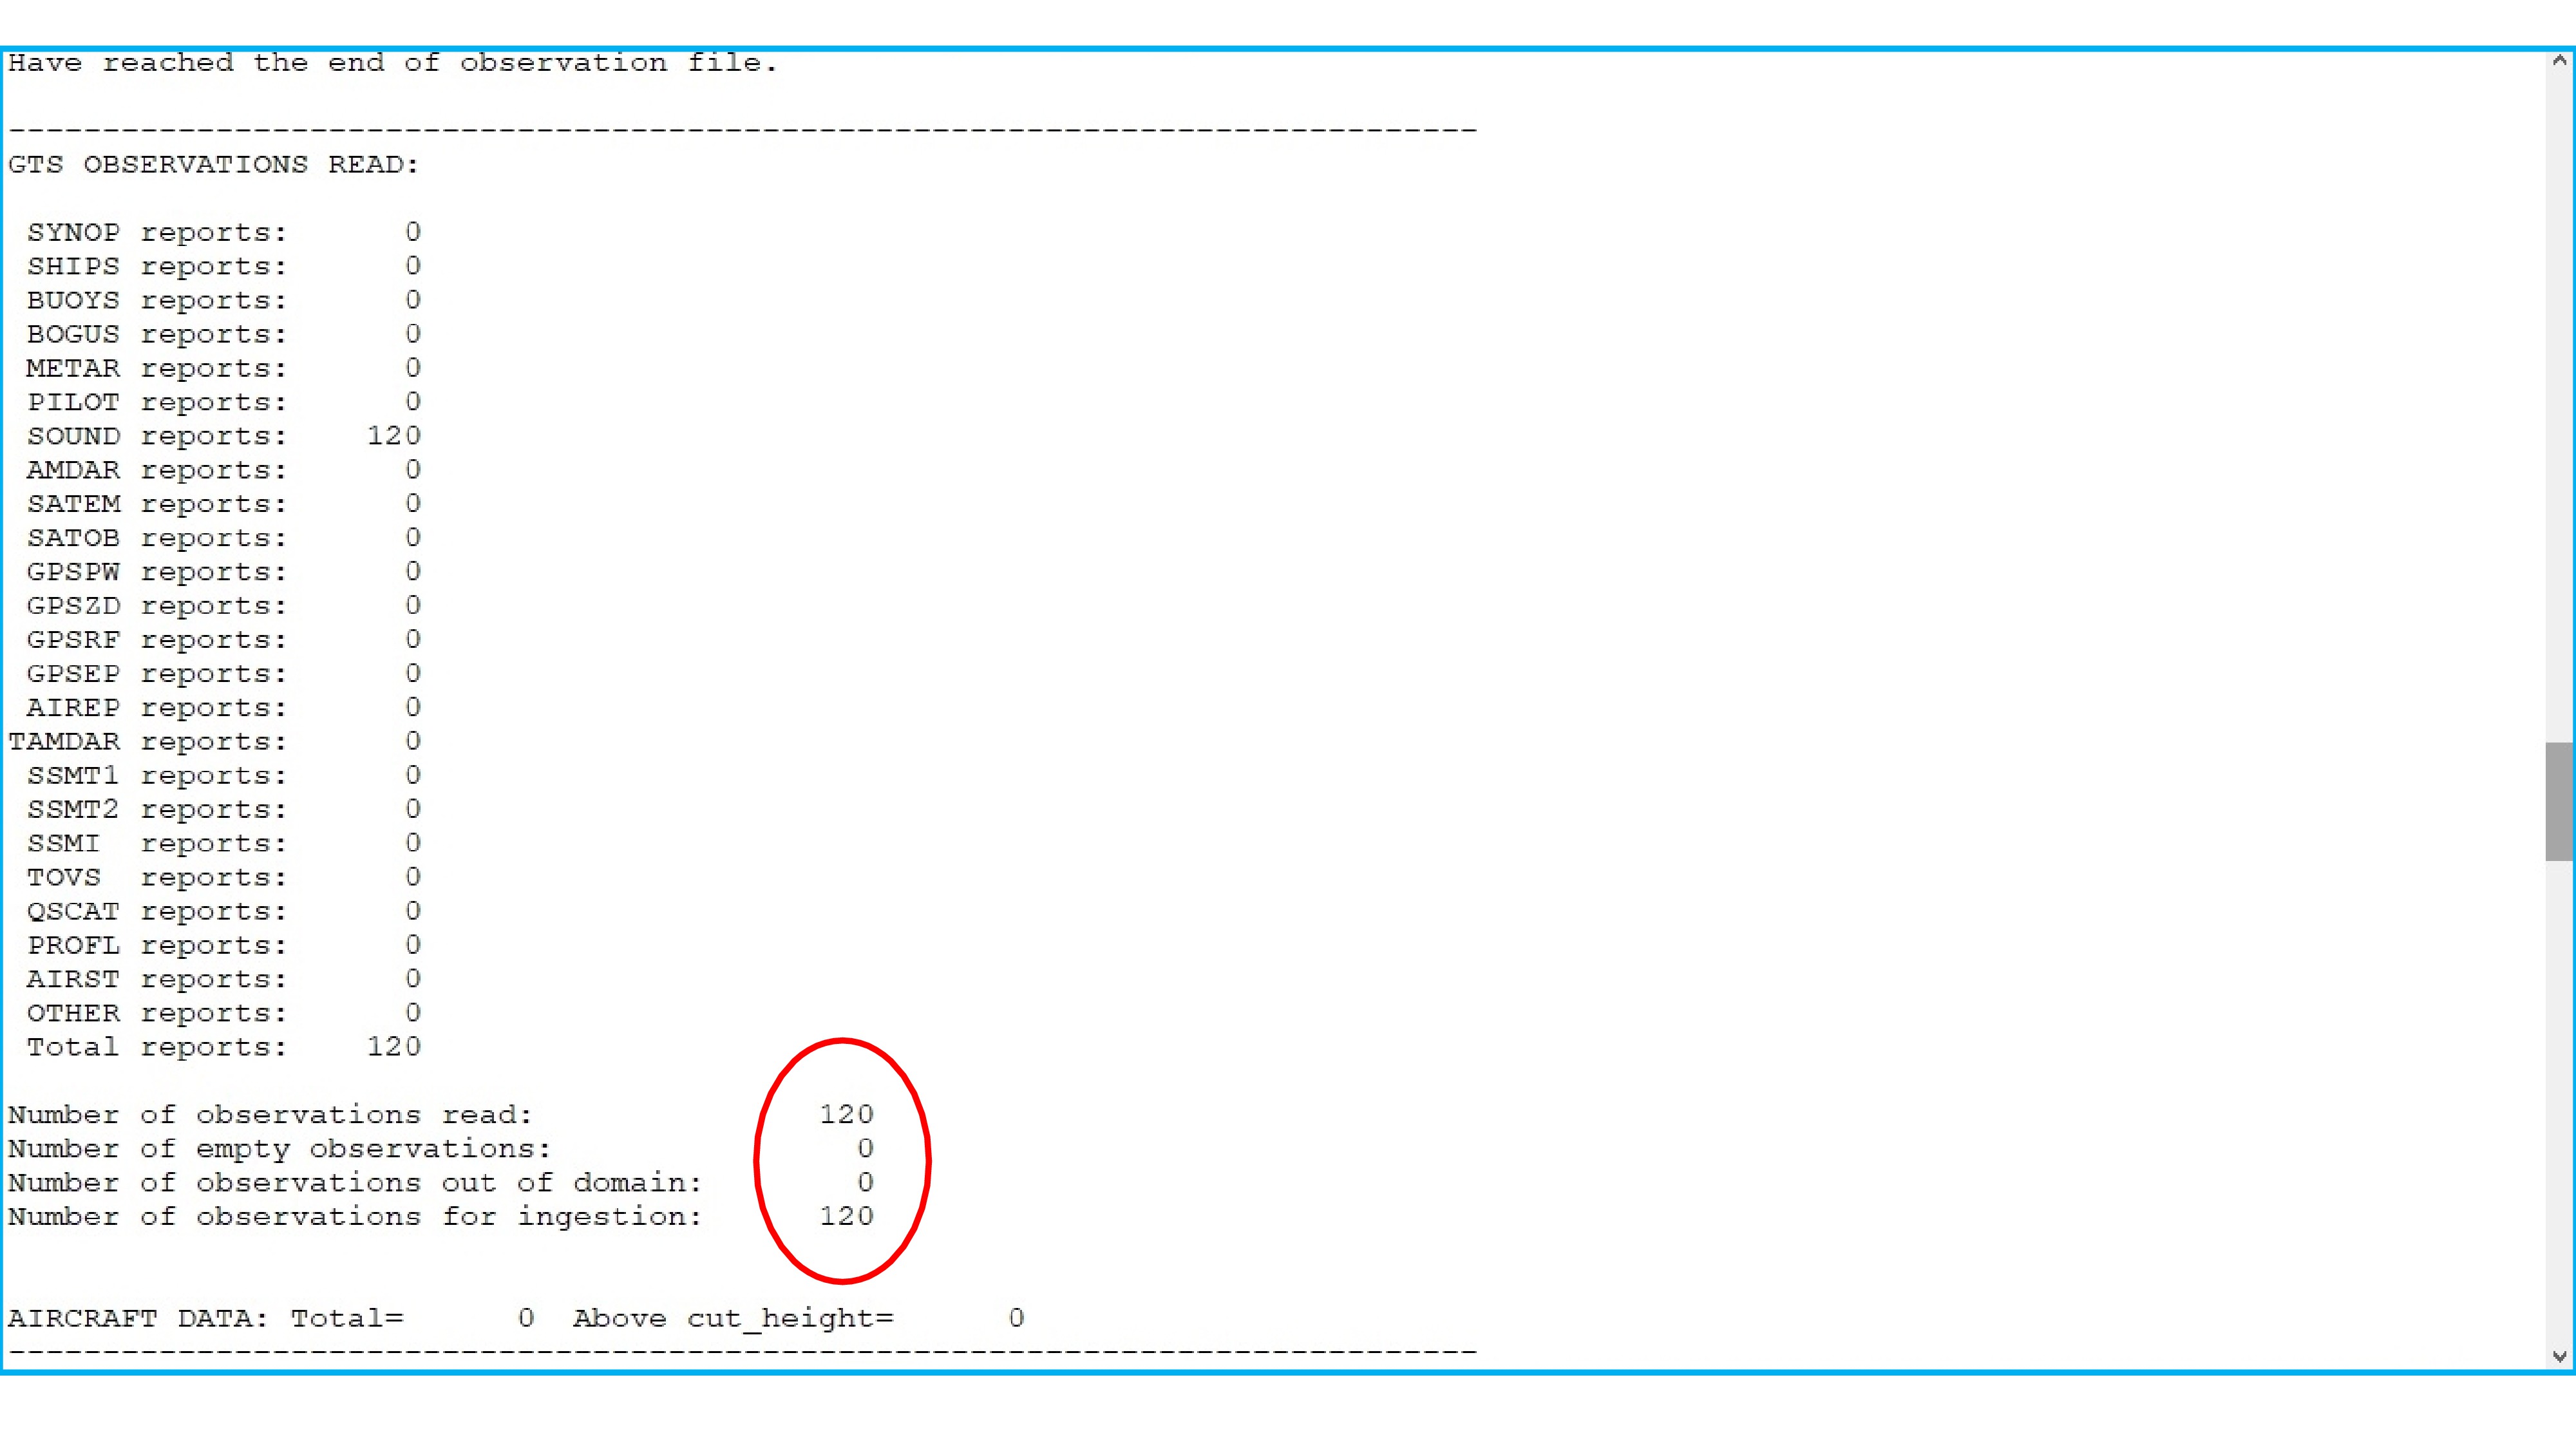 Have reached the end of observation file.
--------------------------------------------------------------------------------
GTS OBSERVATIONS READ:
SYNOP reports: 0
SHIPS reports: 0
BUOYS reports: 0
BOGUS reports: 0
METAR reports: 0
PILOT reports: 0
SOUND reports: 120
AMDAR reports: 0
SATEM reports: 0
SATOB reports: 0
GPSPW reports: 0
GPSZD reports: 0
GPSRF reports: 0
GPSEP reports: 0
AIREP reports: 0
TAMDAR reports: 0
SSMT1 reports: 0
SSMT2 reports: 0
SSMI reports: 0
TOVS reports: 0
QSCAT reports: 0
PROFL reports: 0
AIRST reports: 0
OTHER reports: 0
Total reports: 120
Number of observations read: 120
Number of empty observations: 0
Number of observations out of domain: 0
Number of observations for ingestion: 120
AIRCRAFT DATA: Total= 0 Above cut_height= 0
--------------------------------------------------------------------------------